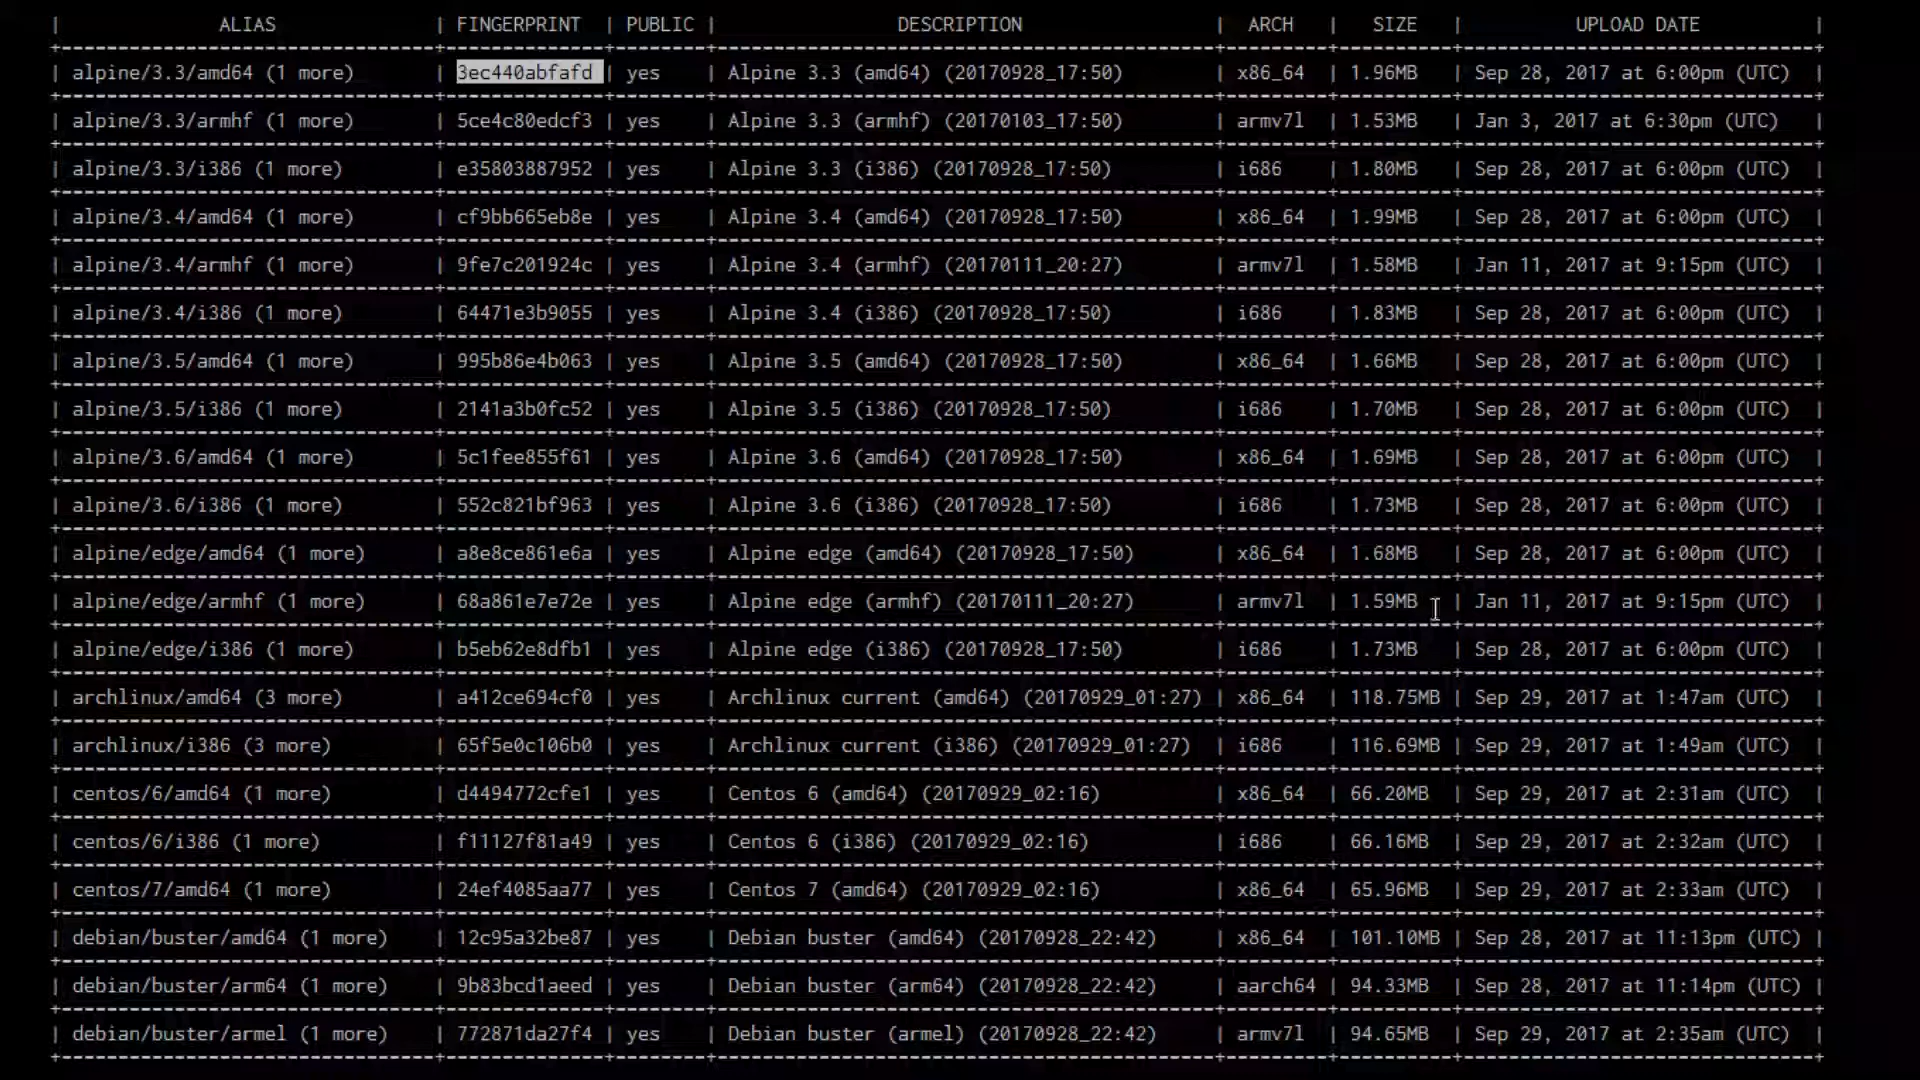 | ALIAS | FINGERPRINT | PUBLIC | DESCRIPTION | ARCH | SIZE | UPLOAD DATE |
| alpine/3.3/amd64 (1 more) | 3ec440abfafd | yes | Alpine 3.3 (amd64) (20170928_17:50) | x86_64 | 1.96MB | Sep 28, 2017 at 6:00pm (UTC) |
| alpine/3.3/armhf (1 more) | 5ce4c80edcf3 | yes | Alpine 3.3 (armhf) (20170103_17:50) | armv7l | 1.53MB | Jan 3, 2017 at 6:30pm (UTC) |
| alpine/3.3/i386 (1 more) | e35803887952 | yes | Alpine 3.3 (i386) (20170928_17:50) | i686 | 1.80MB | Sep 28, 2017 at 6:00pm (UTC) |
| alpine/3.4/amd64 (1 more) | cf9bb665eb8e | yes | Alpine 3.4 (amd64) (20170928_17:50) | x86_64 | 1.99MB | Sep 28, 2017 at 6:00pm (UTC) |
| alpine/3.4/armhf (1 more) | 9fe7c201924c | yes | Alpine 3.4 (armhf) (20170111_20:27) | armv7l | 1.58MB | Jan 11, 2017 at 9:15pm (UTC) |
| alpine/3.4/i386 (1 more) | 64471e3b9055 | yes | Alpine 3.4 (i386) (20170928_17:50) | i686 | 1.83MB | Sep 28, 2017 at 6:00pm (UTC) |
| alpine/3.5/amd64 (1 more) | 995b86e4b063 | yes | Alpine 3.5 (amd64) (20170928_17:50) | x86_64 | 1.66MB | Sep 28, 2017 at 6:00pm (UTC) |
| alpine/3.5/i386 (1 more) | 2141a3b0fc52 | yes | Alpine 3.5 (i386) (20170928_17:50) | i686 | 1.70MB | Sep 28, 2017 at 6:00pm (UTC) |
| alpine/3.6/amd64 (1 more) | 5c1fee855f61 | yes | Alpine 3.6 (amd64) (20170928_17:50) | x86_64 | 1.69MB | Sep 28, 2017 at 6:00pm (UTC) |
| alpine/3.6/i386 (1 more) | 552c821bf963 | yes | Alpine 3.6 (i386) (20170928_17:50) | i686 | 1.73MB | Sep 28, 2017 at 6:00pm (UTC) |
| alpine/edge/amd64 (1 more) | a8e8ce861e6a | yes | Alpine edge (amd64) (20170928_17:50) | x86_64 | 1.68MB | Sep 28, 2017 at 6:00pm (UTC) |
| alpine/edge/armhf (1 more) | 68a861e7e72e | yes | Alpine edge (armhf) (20170111_20:27) | armv7l | 1.59MB | Jan 11, 2017 at 9:15pm (UTC) |
| alpine/edge/i386 (1 more) | b5eb62e8dfb1 | yes | Alpine edge (i386) (20170928_17:50) | i686 | 1.73MB | Sep 28, 2017 at 6:00pm (UTC) |
| archlinux/amd64 (3 more) | a412ce694cf0 | yes | Archlinux current (amd64) (20170929_01:27) | x86_64 | 118.75MB | Sep 29, 2017 at 1:47am (UTC) |
| archlinux/i386 (3 more) | 65f5e0c106b0 | yes | Archlinux current (i386) (20170929_01:27) | i686 | 116.69MB | Sep 29, 2017 at 1:49am (UTC) |
| centos/6/amd64 (1 more) | d4494772cfe1 | yes | Centos 6 (amd64) (20170929_02:16) | x86_64 | 66.20MB | Sep 29, 2017 at 2:31am (UTC) |
| centos/6/i386 (1 more) | f11127f81a49 | yes | Centos 6 (i386) (20170929_02:16) | i686 | 66.16MB | Sep 29, 2017 at 2:32am (UTC) |
| centos/7/amd64 (1 more) | 24ef4085aa77 | yes | Centos 7 (amd64) (20170929_02:16) | x86_64 | 65.96MB | Sep 29, 2017 at 2:33am (UTC) |
| debian/buster/amd64 (1 more) | 12c95a32be87 | yes | Debian buster (amd64) (20170928_22:42) | x86_64 | 101.10MB | Sep 28, 2017 at 11:13pm (UTC) |
| debian/buster/arm64 (1 more) | 9b83bcd1aeed | yes | Debian buster (arm64) (20170928_22:42) | aarch64 | 94.33MB | Sep 28, 2017 at 11:14pm (UTC) |
| debian/buster/armel (1 more) | 772871da27f4 | yes | Debian buster (armel) (20170928_22:42) | armv7l | 94.65MB | Sep 29, 2017 at 2:35am (UTC) |